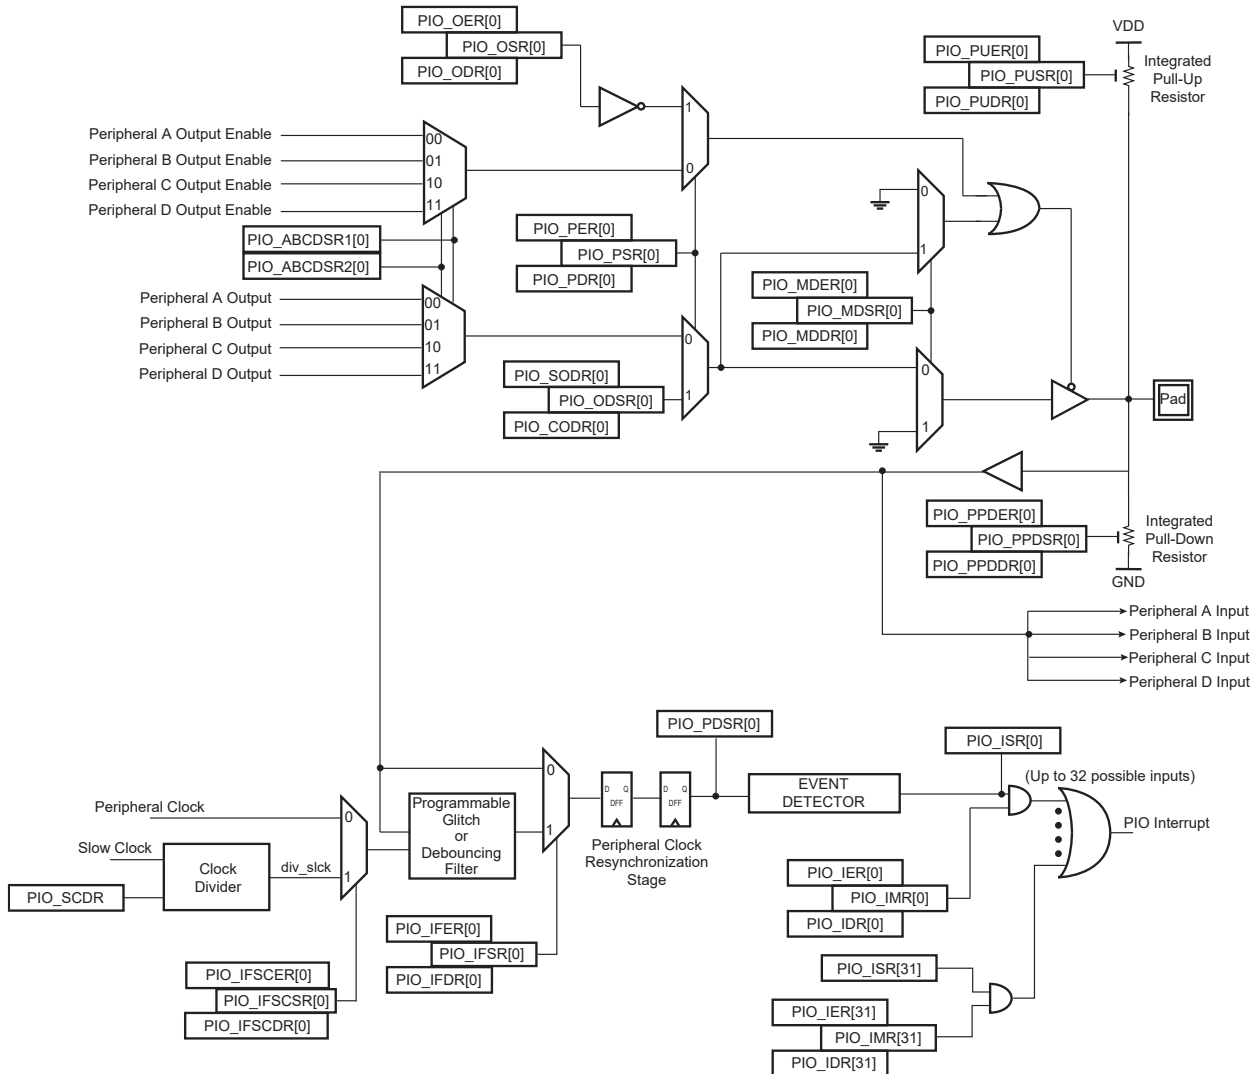 PIO_OER[0]
PIO_OSR[0]
PIO_ODR[0]
VDD
PIO_PUER[0]
PIO_PUSR[0]
PIO_PUDR[0]
Integrated
Pull-Up
Resistor
1
0
Peripheral A Output Enable
Peripheral B Output Enable
Peripheral C Output Enable
Peripheral D Output Enable
00
01
10
11
PIO_ABCDSR1[0]
PIO_ABCDSR2[0]
PIO_PER[0]
PIO_PSR[0]
PIO_PDR[0]
0
1
PIO_MDER[0]
PIO_MDSR[0]
PIO_MDDR[0]
Peripheral A Output
Peripheral B Output
Peripheral C Output
Peripheral D Output
00
01
10
11
0
1
PIO_SODR[0]
PIO_ODSR[0]
PIO_CODR[0]
0
1
Pad
PIO_PPDER[0]
PIO_PPDSR[0]
PIO_PPDDR[0]
Integrated
Pull-Down
Resistor
GND
Peripheral A Input
Peripheral B Input
Peripheral C Input
Peripheral D Input
PIO_PDSR[0]
PIO_ISR[0]
(Up to 32 possible inputs)
EVENT
DETECTOR
PIO Interrupt
0
1
D Q
DFF
D Q
DFF
Peripheral Clock
Resynchronization
Stage
Programmable
Glitch
or
Debouncing
Filter
Peripheral Clock
0
Slow Clock
Clock
Divider
div_slck
1
PIO_SCDR
PIO_IER[0]
PIO_IMR[0]
PIO_IDR[0]
PIO_IFER[0]
PIO_IFSR[0]
PIO_IFDR[0]
PIO_IFSCER[0]
PIO_IFSCSR[0]
PIO_IFSCDR[0]
PIO_ISR[31]
PIO_IER[31]
PIO_IMR[31]
PIO_IDR[31]